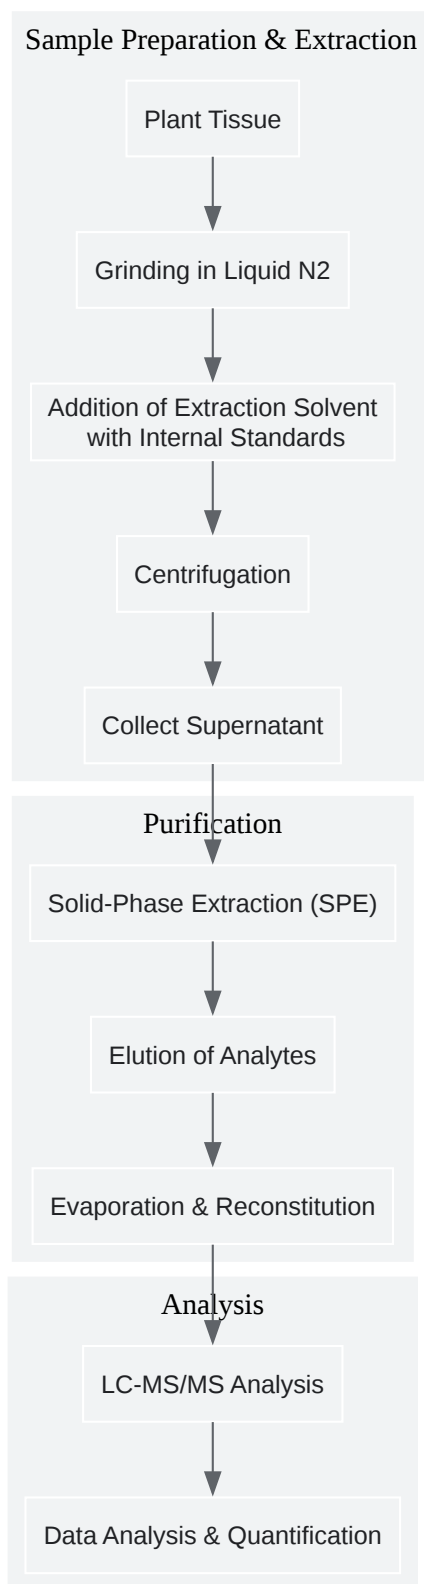 Sample Preparation & Extraction
Plant Tissue
Grinding in Liquid N2
Addition of Extraction Solvent
with Internal Standards
Centrifugation
Collect Supernatant
Purification
Solid-Phase Extraction (SPE)
Elution of Analytes
Evaporation & Reconstitution
Analysis
LC-MS/MS Analysis
Data Analysis & Quantification